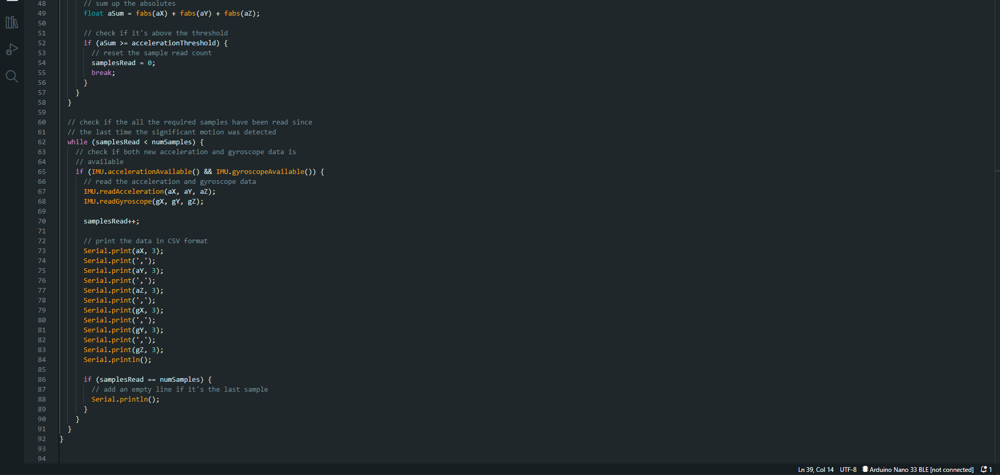 48 // sum up the absolutes
49 float aSum = fabs(aX) + fabs(aY) + fabs(aZ);
50
51 // check if it's above the threshold
52 if (aSum >= accelerationThreshold) {
53 // reset the sample read count
54 samplesRead = 0;
55 break;
56 }
57 }
58 }
59
60 // check if the all the required samples have been read since
61 // the last time the significant motion was detected
62 while (samplesRead < numSamples) {
63 // check if both new acceleration and gyroscope data is
64 // available
65 if (IMU.accelerationAvailable() && IMU.gyroscopeAvailable()) {
66 // read the acceleration and gyroscope data
67 IMU.readAcceleration(aX, aY, aZ);
68 IMU.readGyroscope(gX, gY, gZ);
69
70 samplesRead++;
71
72 // print the data in CSV format
73 Serial.print(aX, 3);
74 Serial.print(',');
75 Serial.print(aY, 3);
76 Serial.print(',');
77 Serial.print(aZ, 3);
78 Serial.print(',');
79 Serial.print(gX, 3);
80 Serial.print(',');
81 Serial.print(gY, 3);
82 Serial.print(',');
83 Serial.print(gZ, 3);
84 Serial.println();
85
86 if (samplesRead == numSamples) {
87 // add an empty line if it's the last sample
88 Serial.println();
89 }
90 }
91 }
92 }
93
94
Ln 39, Col 14 UTF-8 Arduino Nano 33 BLE [not connected] 1